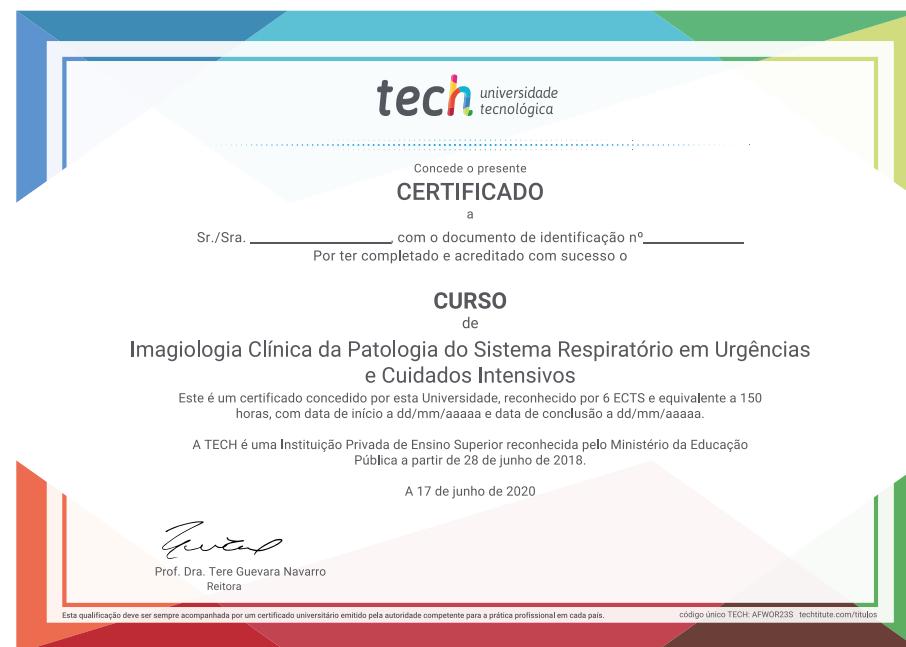 tech universidade
tecnológica
Concede o presente
CERTIFICADO
a
Sr./Sra. ____________________, com o documento de identificação nº______________
Por ter completado e acreditado com sucesso o
CURSO
de
Imagiologia Clínica da Patologia do Sistema Respiratório em Urgências
e Cuidados Intensivos
Este é um certificado concedido por esta Universidade, reconhecido por 6 ECTS e equivalente a 150
horas, com data de início a dd/mm/aaaaa e data de conclusão a dd/mm/aaaaa.
A TECH é uma Instituição Privada de Ensino Superior reconhecida pelo Ministério da Educação
Pública a partir de 28 de junho de 2018.
A 17 de junho de 2020
Prof. Dra. Tere Guevara Navarro
Reitora
Esta qualificação deve ser sempre acompanhada por um certificado universitário emitido pela autoridade competente para a prática profissional em cada país.
código único TECH: AFWOR23S techtitute.com/titulos